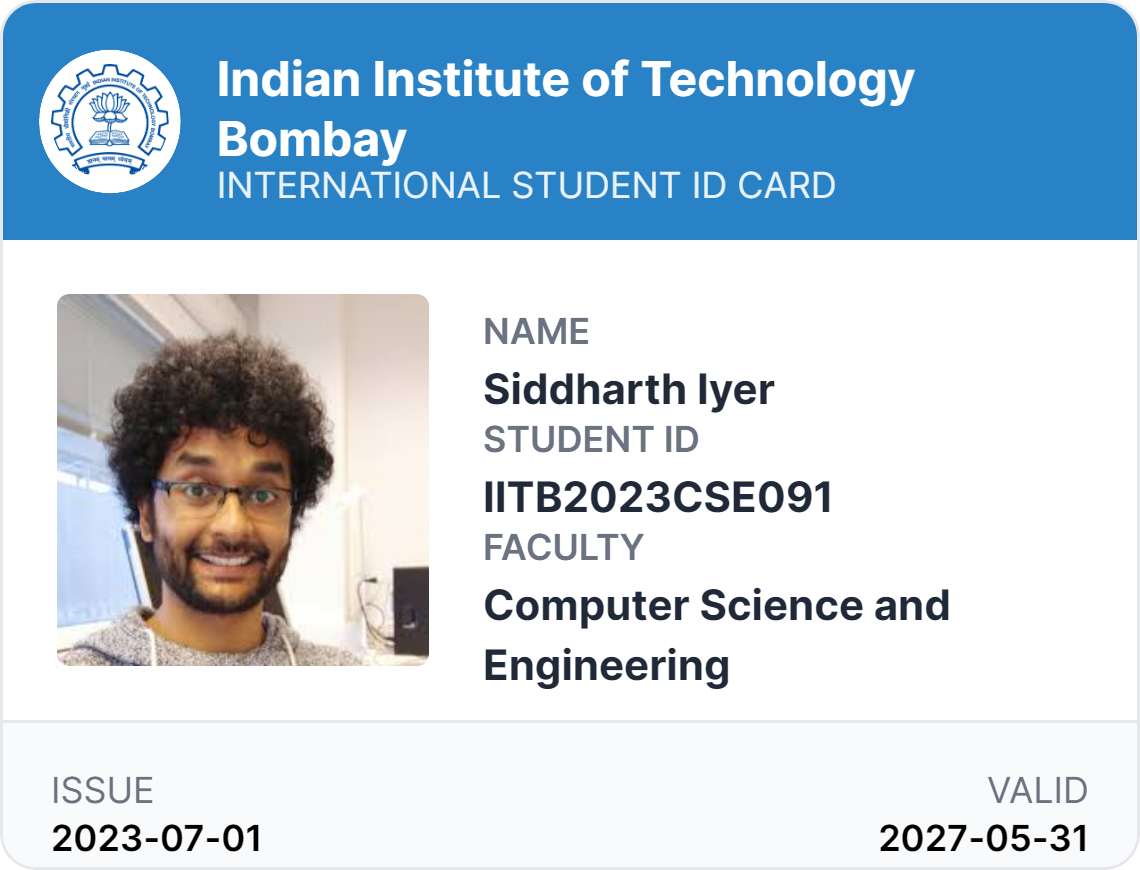 Indian Institute of Technology
Bombay
INTERNATIONAL STUDENT ID CARD
NAME
Siddharth Iyer
STUDENT ID
IITB2023CSE091
FACULTY
Computer Science and
Engineering
ISSUE
2023-07-01
VALID
2027-05-31